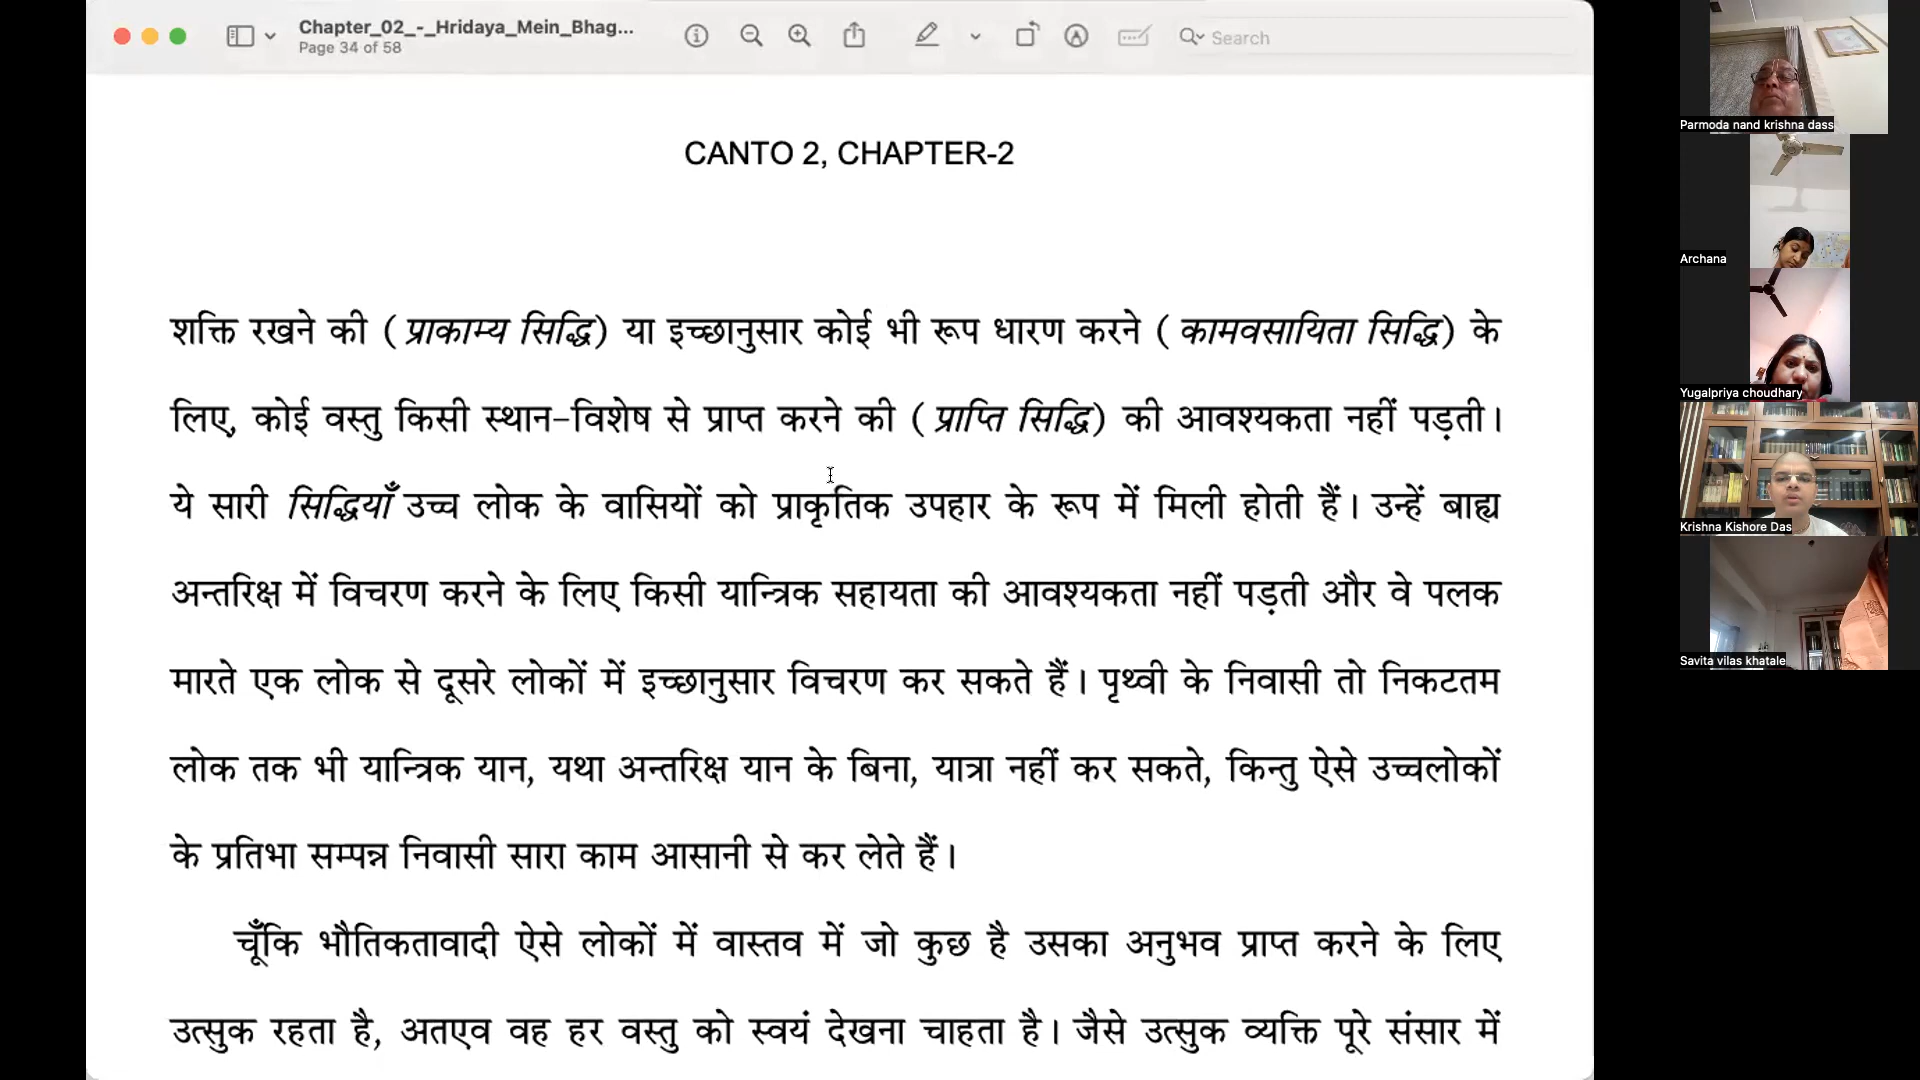 Chapter_02_-_Hridaya_Mein_Bhag...
Page 34 of 58
Search
CANTO 2, CHAPTER-2
शक्ति रखने की (प्राकाम्य सिद्धि) या इच्छानुसार कोई भी रूप धारण करने (कामवसायिता सिद्धि) के
लिए, कोई वस्तु किसी स्थान-विशेष से प्राप्त करने की (प्राप्ति सिद्धि) की आवश्यकता नहीं पड़ती।
ये सारी सिद्धियाँ उच्च लोक के वासियों को प्राकृतिक उपहार के रूप में मिली होती हैं। उन्हें बाह्य
अन्तरिक्ष में विचरण करने के लिए किसी यान्त्रिक सहायता की आवश्यकता नहीं पड़ती और वे पलक
मारते एक लोक से दूसरे लोकों में इच्छानुसार विचरण कर सकते हैं। पृथ्वी के निवासी तो निकटतम
लोक तक भी यान्त्रिक यान, यथा अन्तरिक्ष यान के बिना, यात्रा नहीं कर सकते, किन्तु ऐसे उच्चलोकों
के प्रतिभा सम्पन्न निवासी सारा काम आसानी से कर लेते हैं।
चूँकि भौतिकतावादी ऐसे लोकों में वास्तव में जो कुछ है उसका अनुभव प्राप्त करने के लिए
उत्सुक रहता है, अतएव वह हर वस्तु को स्वयं देखना चाहता है। जैसे उत्सुक व्यक्ति पूरे संसार में
Parmoda nand krishna dass
Archana
Yugalpriya choudhary
Krishna Kishore Das
Savita vilas khatale